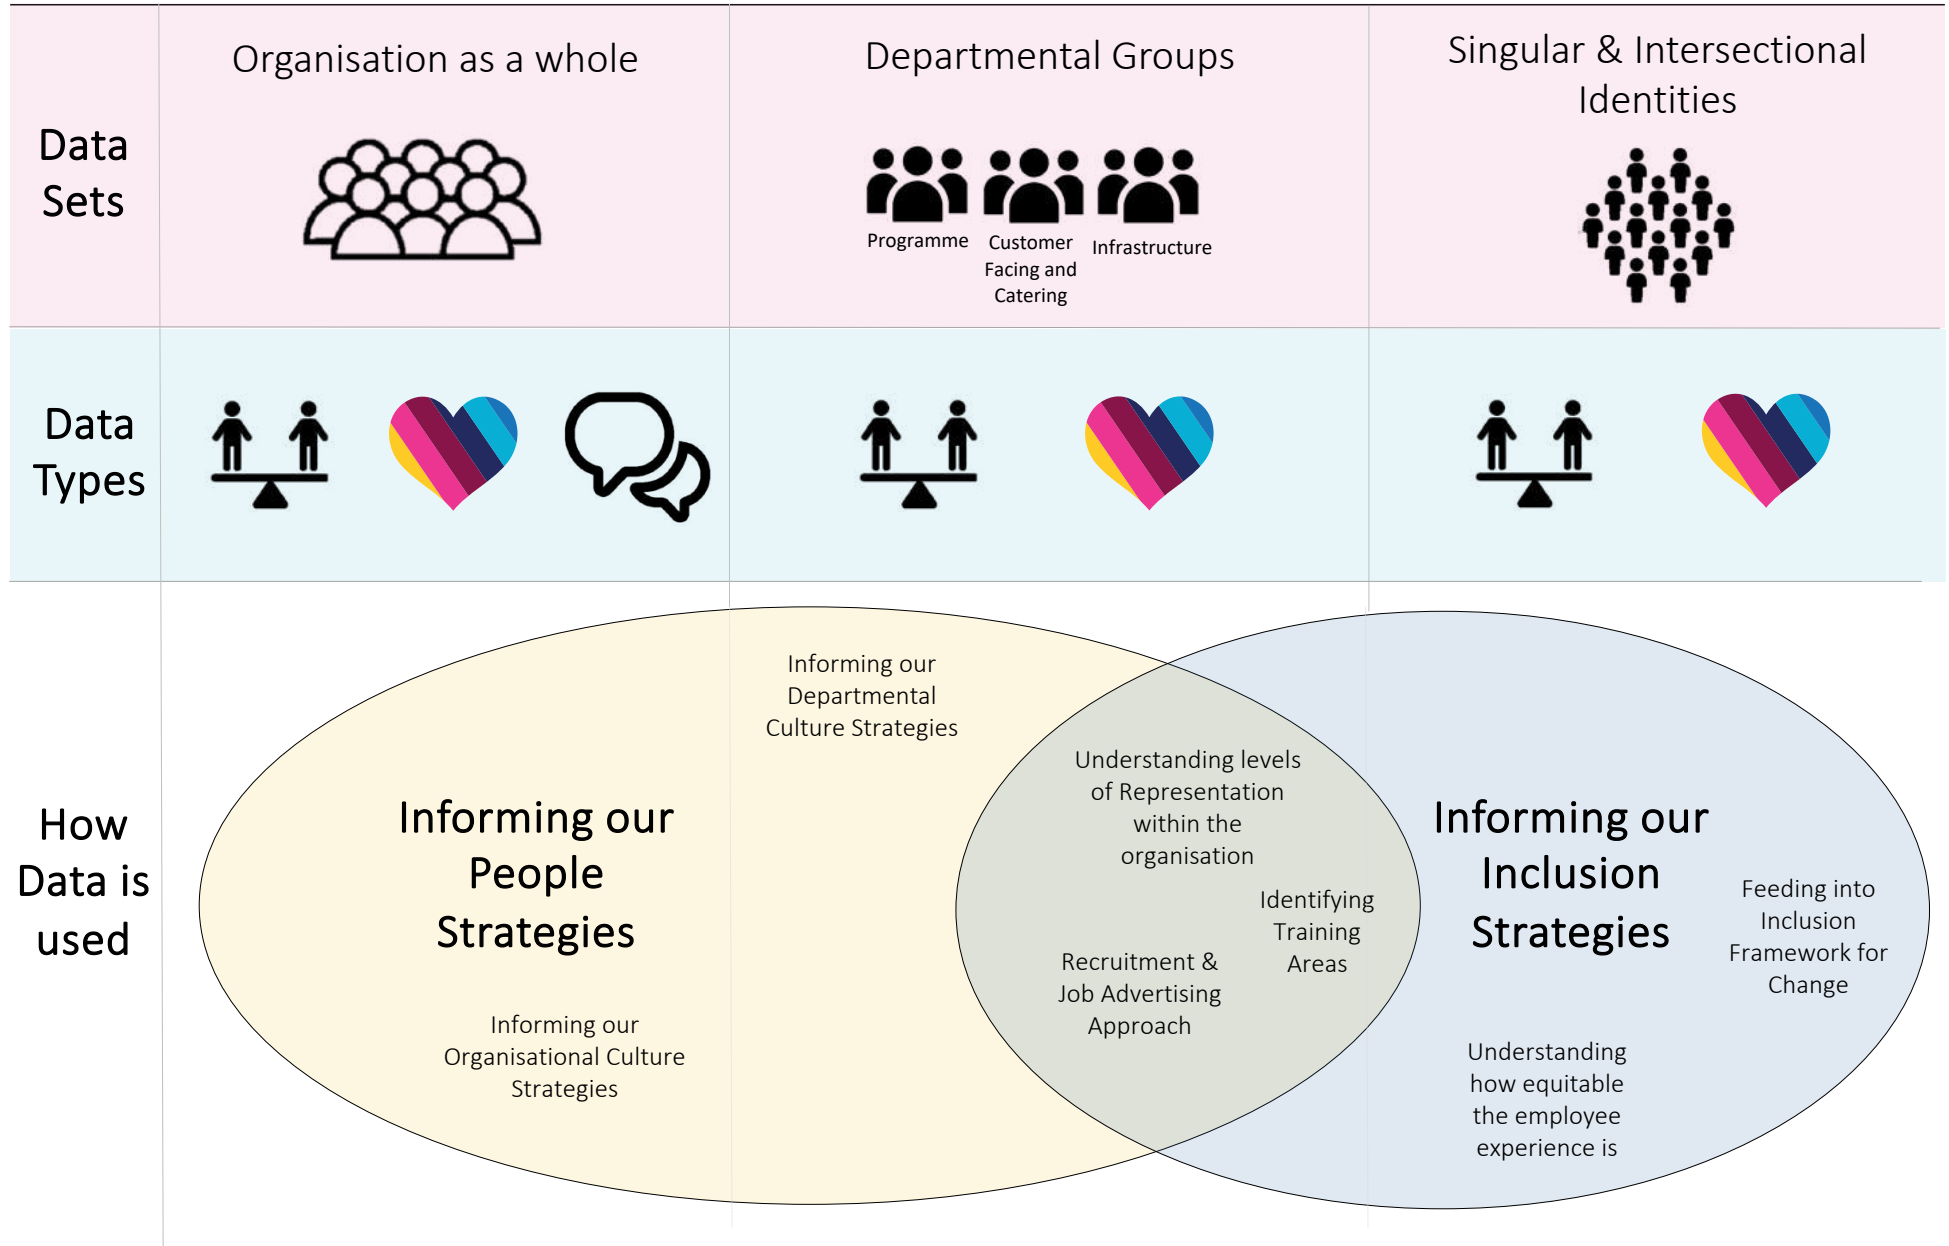 Organisation as a whole
Departmental Groups
Singular & Intersectional
Identities
Data
Sets
Programme
Customer
Facing and
Catering
Infrastructure
Data
Types
How
Data is
used
Informing our
Departmental
Culture Strategies
Informing our
People
Strategies
Informing our
Organisational Culture
Strategies
Understanding levels
of Representation
within the
organisation
Identifying
Training
Areas
Recruitment &
Job Advertising
Approach
Informing our
Inclusion
Strategies
Feeding into
Inclusion
Framework for
Change
Understanding
how equitable
the employee
experience is